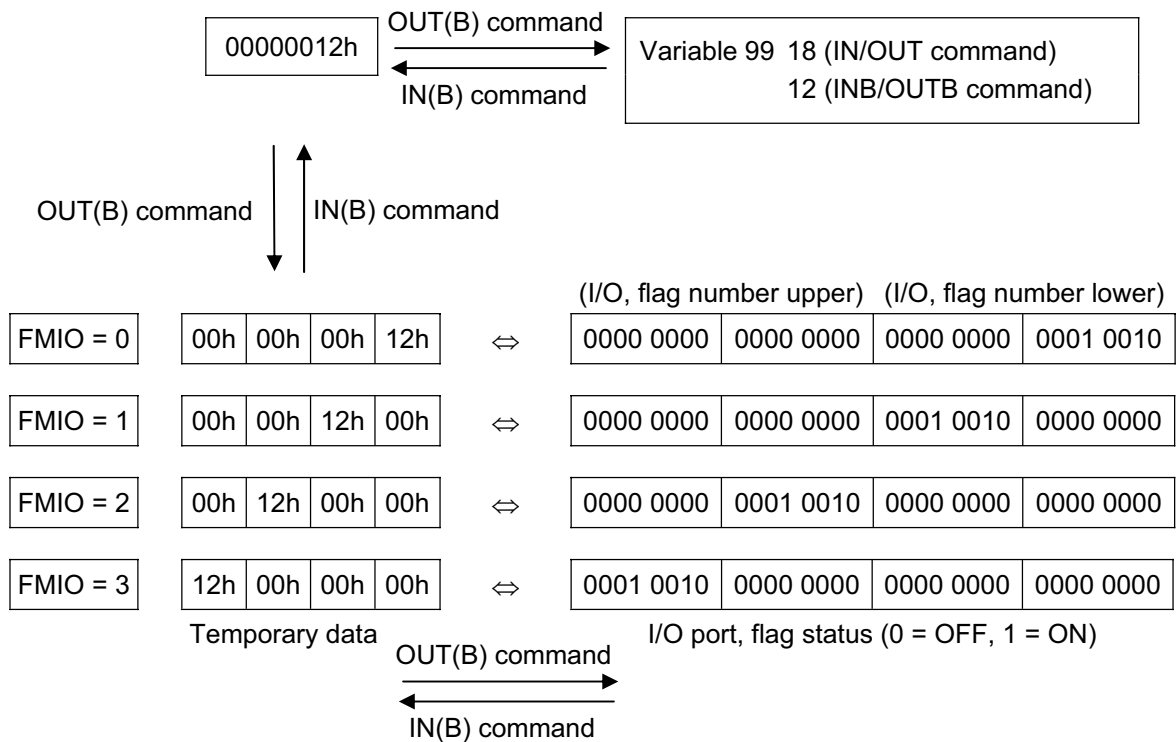 OUT(B) command
00000012h
IN(B) command
Variable 99 18 (IN/OUT command)
12 (INB/OUTB command)
OUT(B) command
IN(B) command
(I/O, flag number upper) (I/O, flag number lower)
FMIO = 0 00h 00h 00h 12h ⇔ 0000 0000 0000 0000 0000 0000 0001 0010
FMIO = 1 00h 00h 12h 00h ⇔ 0000 0000 0000 0000 0001 0010 0000 0000
FMIO = 2 00h 12h 00h 00h ⇔ 0000 0000 0001 0010 0000 0000 0000 0000
FMIO = 3 12h 00h 00h 00h ⇔ 0001 0010 0000 0000 0000 0000 0000 0000
Temporary data I/O port, flag status (0 = OFF, 1 = ON)
OUT(B) command
IN(B) command